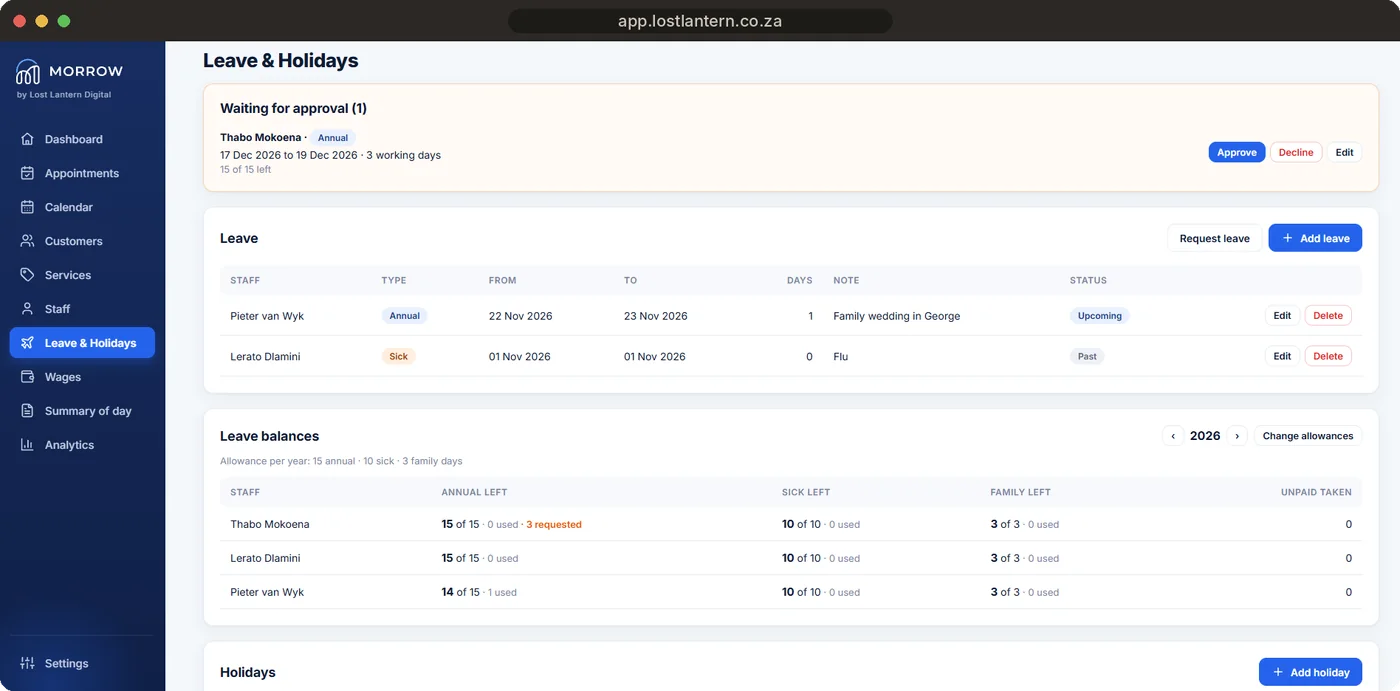 app.lostlantern.co.za
MORROW
by Lost Lantern Digital
Dashboard
Appointments
Calendar
Customers
Services
Staff
Leave & Holidays
Wages
Summary of day
Analytics
Settings
Leave & Holidays
Waiting for approval (1)
Thabo Mokoena · Annual
17 Dec 2026 to 19 Dec 2026 · 3 working days
15 of 15 left
Approve Decline Edit
Leave
Request leave + Add leave
STAFF TYPE FROM TO DAYS NOTE STATUS
Pieter van Wyk Annual 22 Nov 2026 23 Nov 2026 1 Family wedding in George Upcoming Edit Delete
Lerato Dlamini Sick 01 Nov 2026 01 Nov 2026 0 Flu Past Edit Delete
Leave balances
‹ 2026 › Change allowances
Allowance per year: 15 annual · 10 sick · 3 family days
STAFF ANNUAL LEFT SICK LEFT FAMILY LEFT UNPAID TAKEN
Thabo Mokoena 15 of 15 · 0 used · 3 requested 10 of 10 · 0 used 3 of 3 · 0 used 0
Lerato Dlamini 15 of 15 · 0 used 10 of 10 · 0 used 3 of 3 · 0 used 0
Pieter van Wyk 14 of 15 · 1 used 10 of 10 · 0 used 3 of 3 · 0 used 0
Holidays
+ Add holiday